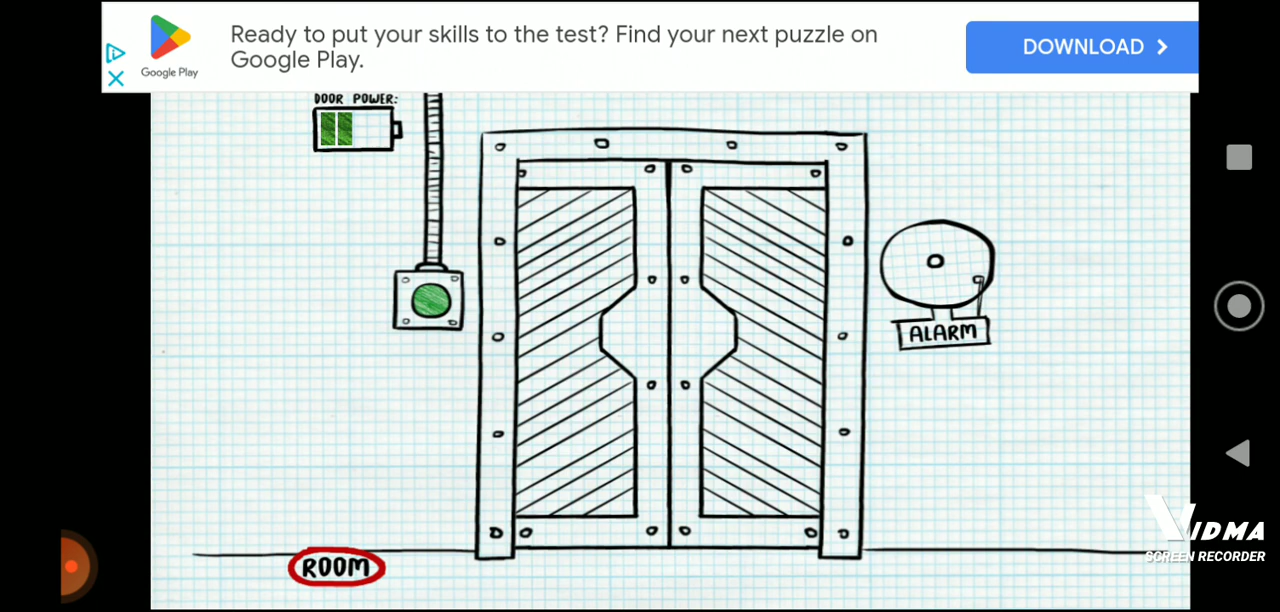 Ready to put your skills to the test? Find your next puzzle on
Google Play.
Google Play
DOWNLOAD
DOOR POWER:
ALARM
ROOM
VIDMA
SCREEN RECORDER